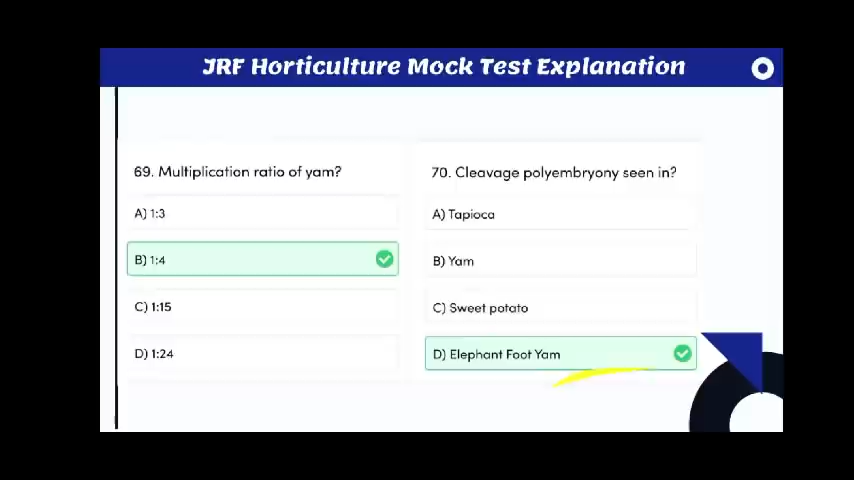 JRF Horticulture Mock Test Explanation
69. Multiplication ratio of yam?
A) 1:3
B) 1:4
C) 1:15
D) 1:24
70. Cleavage polyembryony seen in?
A) Tapioca
B) Yam
C) Sweet potato
D) Elephant Foot Yam